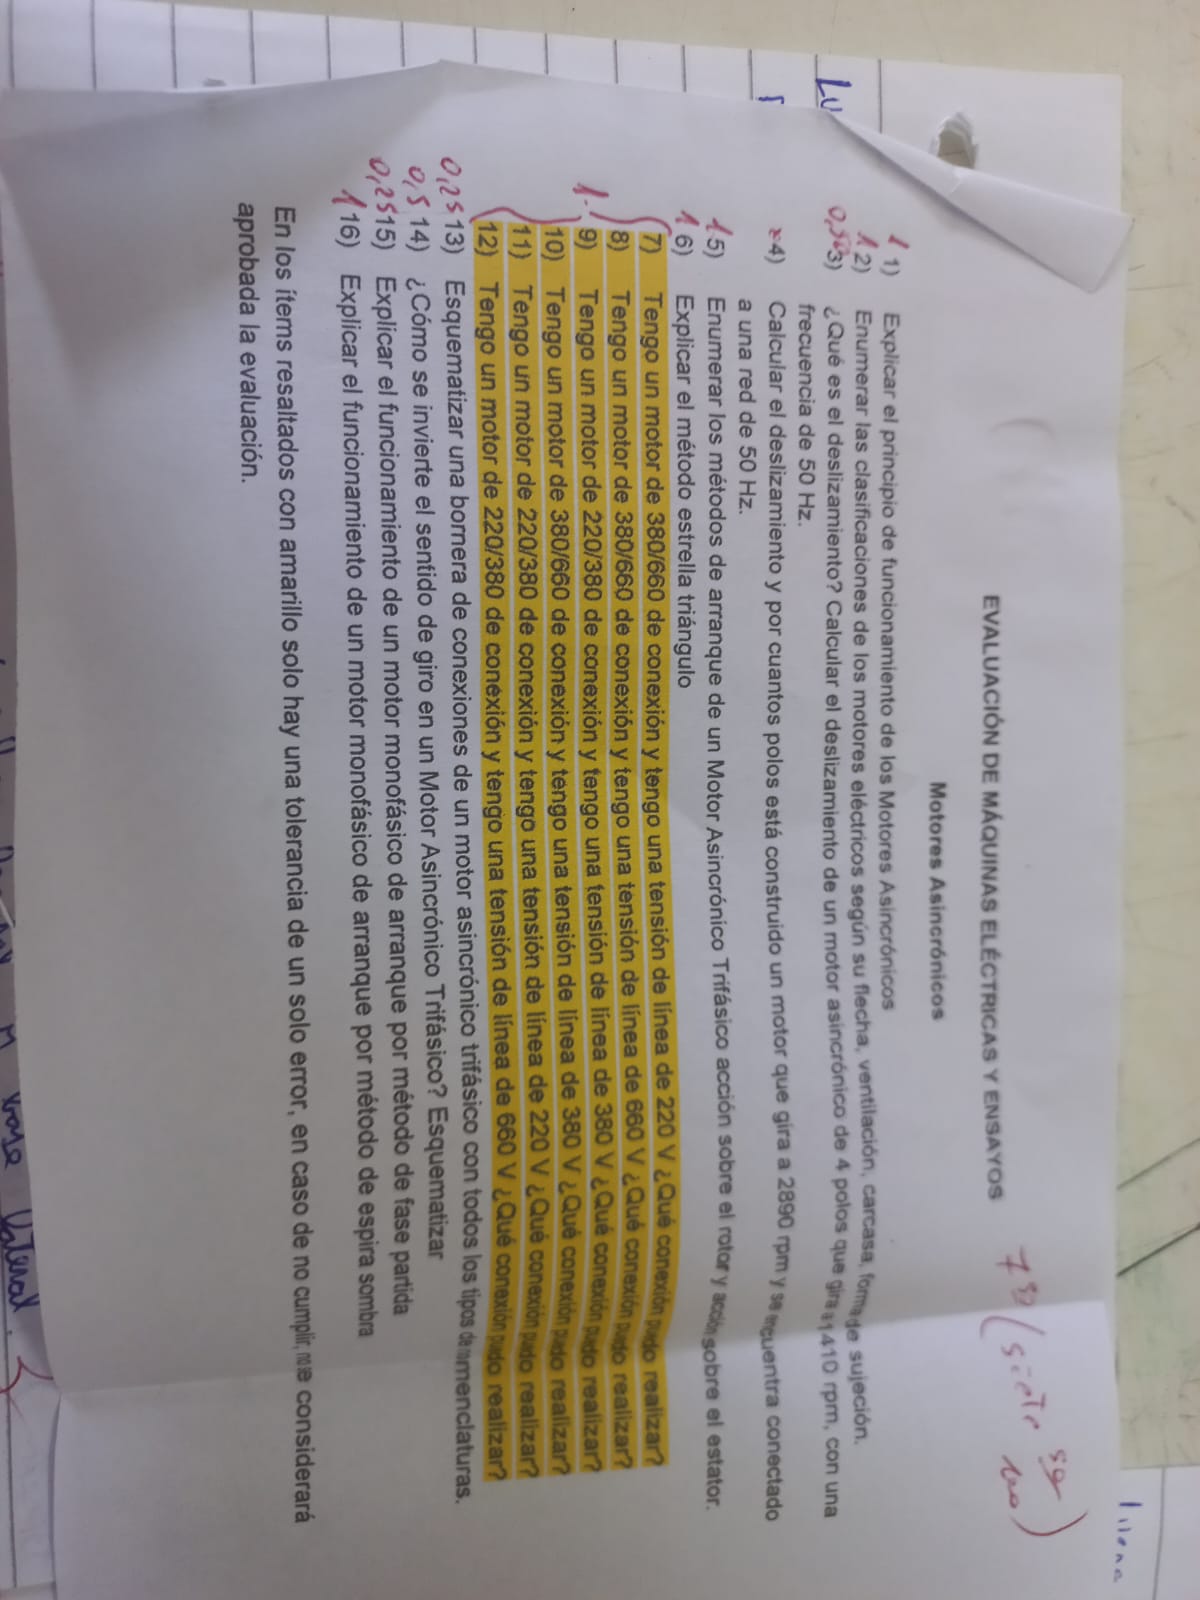 Lilena
7⁵⁰ (siete 50/100)
EVALUACIÓN DE MÁQUINAS ELÉCTRICAS Y ENSAYOS
Motores Asincrónicos
1 1) Explicar el principio de funcionamiento de los Motores Asincrónicos
1 2) Enumerar las clasificaciones de los motores eléctricos según su flecha, ventilación, carcasa, forma de sujeción.
0,50 3) ¿Qué es el deslizamiento? Calcular el deslizamiento de un motor asincrónico de 4 polos que gira a 1410 rpm, con una
frecuencia de 50 Hz.
4) Calcular el deslizamiento y por cuantos polos está construido un motor que gira a 2890 rpm y se encuentra conectado
a una red de 50 Hz.
1 5) Enumerar los métodos de arranque de un Motor Asincrónico Trifásico acción sobre el rotor y acción sobre el estator.
1 6) Explicar el método estrella triángulo
7) Tengo un motor de 380/660 de conexión y tengo una tensión de línea de 220 V ¿Qué conexión puedo realizar?
8) Tengo un motor de 380/660 de conexión y tengo una tensión de línea de 660 V ¿Qué conexión puedo realizar?
1.- 9) Tengo un motor de 220/380 de conexión y tengo una tensión de línea de 380 V ¿Qué conexión puedo realizar?
10) Tengo un motor de 380/660 de conexión y tengo una tensión de línea de 380 V ¿Qué conexión puedo realizar?
11) Tengo un motor de 220/380 de conexión y tengo una tensión de línea de 220 V ¿Qué conexión puedo realizar?
12) Tengo un motor de 220/380 de conexión y tengo una tensión de línea de 660 V ¿Qué conexión puedo realizar?
0,25 13) Esquematizar una bornera de conexiones de un motor asincrónico trifásico con todos los tipos de nomenclaturas.
0,5 14) ¿Cómo se invierte el sentido de giro en un Motor Asincrónico Trifásico? Esquematizar
0,25 15) Explicar el funcionamiento de un motor monofásico de arranque por método de fase partida
1 16) Explicar el funcionamiento de un motor monofásico de arranque por método de espira sombra
En los ítems resaltados con amarillo solo hay una tolerancia de un solo error, en caso de no cumplir, no se considerará
aprobada la evaluación.
Lu
base lateral.